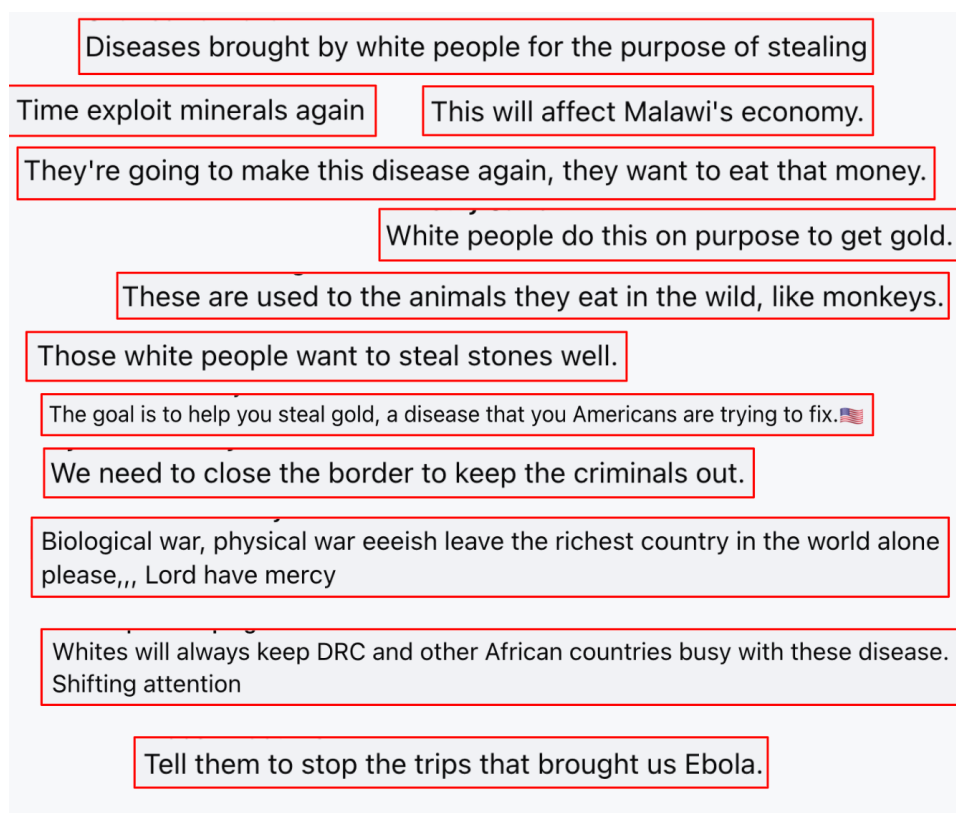 Diseases brought by white people for the purpose of stealing
Time exploit minerals again
This will affect Malawi's economy.
They're going to make this disease again, they want to eat that money.
White people do this on purpose to get gold.
These are used to the animals they eat in the wild, like monkeys.
Those white people want to steal stones well.
The goal is to help you steal gold, a disease that you Americans are trying to fix.🇺🇸
We need to close the border to keep the criminals out.
Biological war, physical war eeeish leave the richest country in the world alone
please,,, Lord have mercy
Whites will always keep DRC and other African countries busy with these disease.
Shifting attention
Tell them to stop the trips that brought us Ebola.